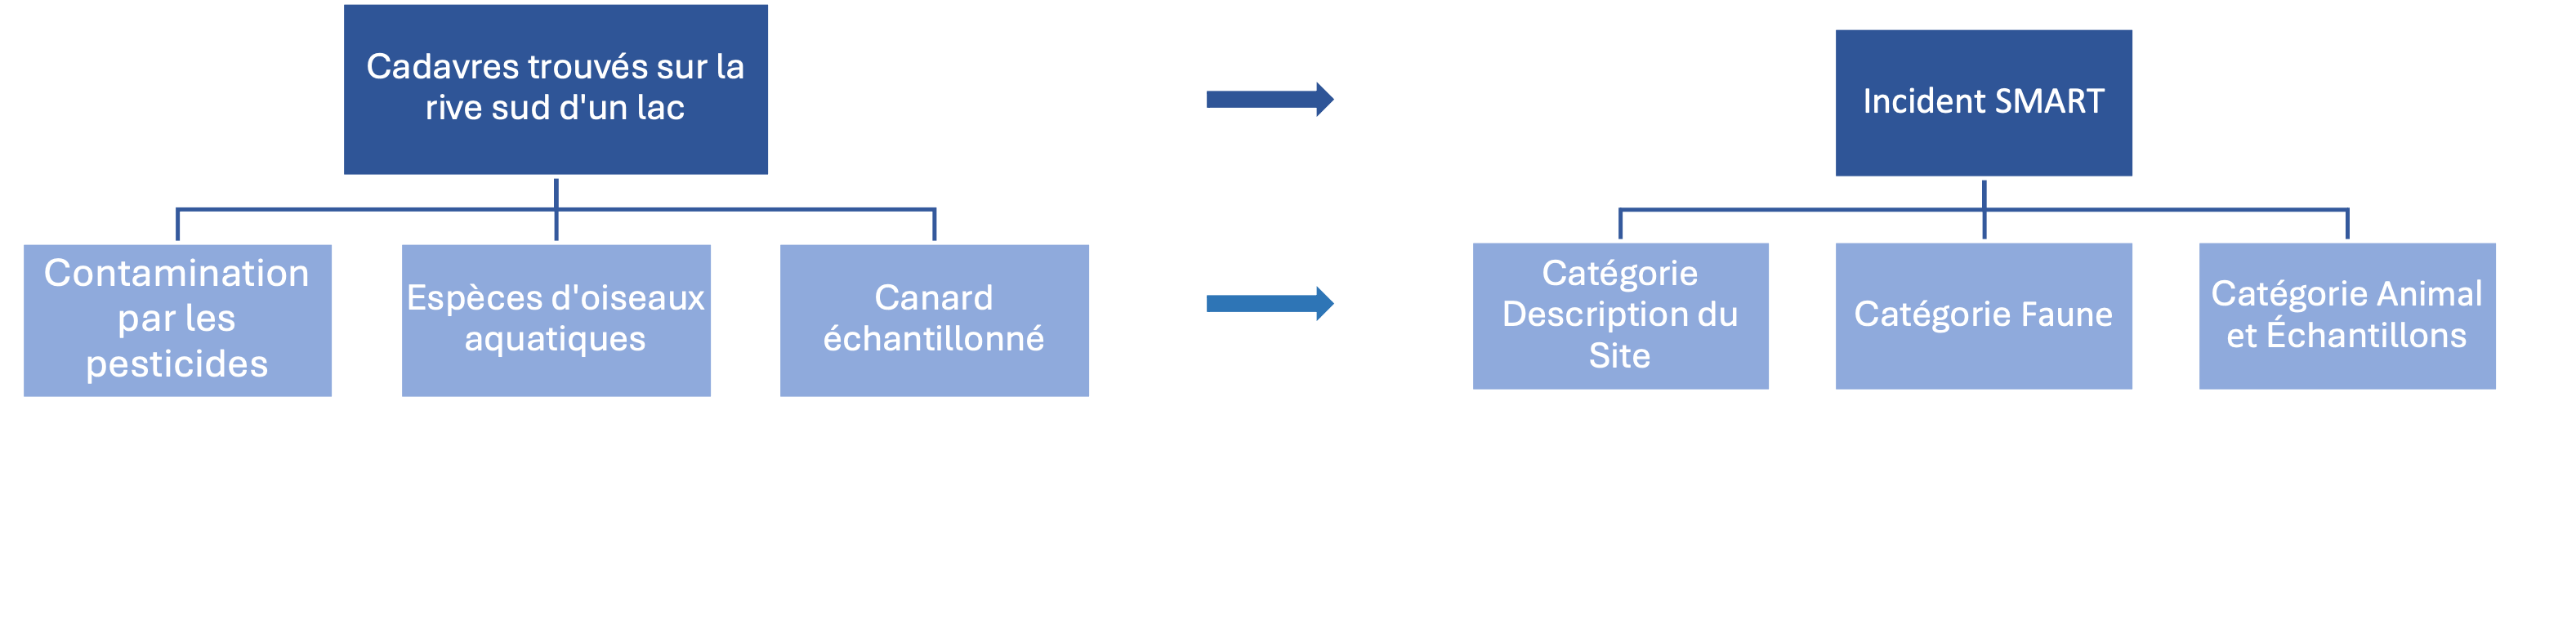 Cadavres trouvés sur la
rive sud d'un lac
Incident SMART
Contamination
par les
pesticides
Espèces d'oiseaux
aquatiques
Canard
échantillonné
Catégorie
Description du
Site
Catégorie Faune
Catégorie Animal
et Échantillons